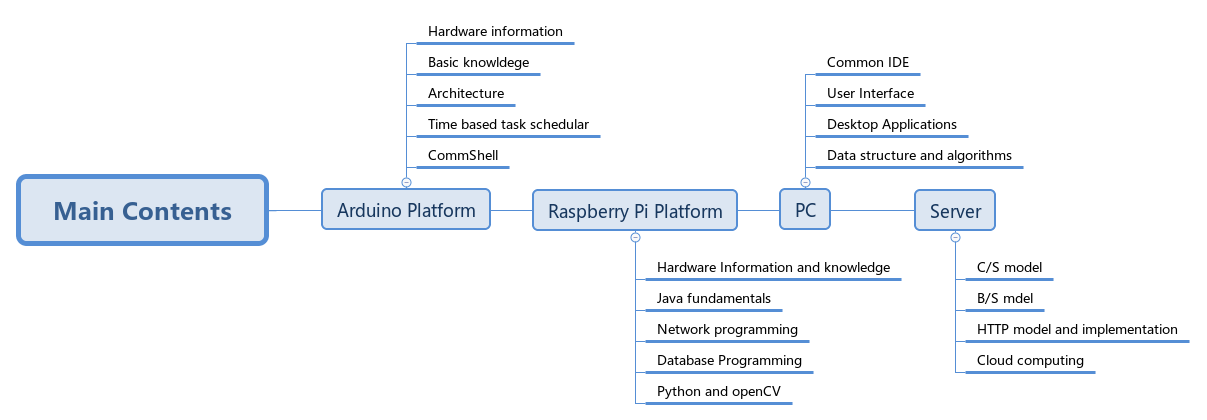 Main Contents
Arduino Platform
Hardware information
Basic knowldege
Architecture
Time based task schedular
CommShell
Raspberry Pi Platform
Hardware Information and knowledge
Java fundamentals
Network programming
Database Programming
Python and openCV
PC
Common IDE
User Interface
Desktop Applications
Data structure and algorithms
Server
C/S model
B/S mdel
HTTP model and implementation
Cloud computing